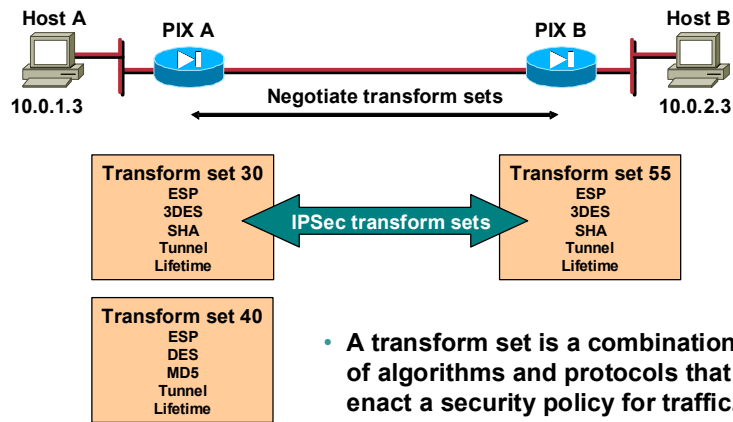 Host A
PIX A
PIX B
Host B
10.0.1.3
Negotiate transform sets
10.0.2.3
Transform set 30
ESP
3DES
SHA
Tunnel
Lifetime
IPSec transform sets
Transform set 55
ESP
3DES
SHA
Tunnel
Lifetime
Transform set 40
ESP
DES
MD5
Tunnel
Lifetime
• A transform set is a combination
of algorithms and protocols that
enact a security policy for traffic.